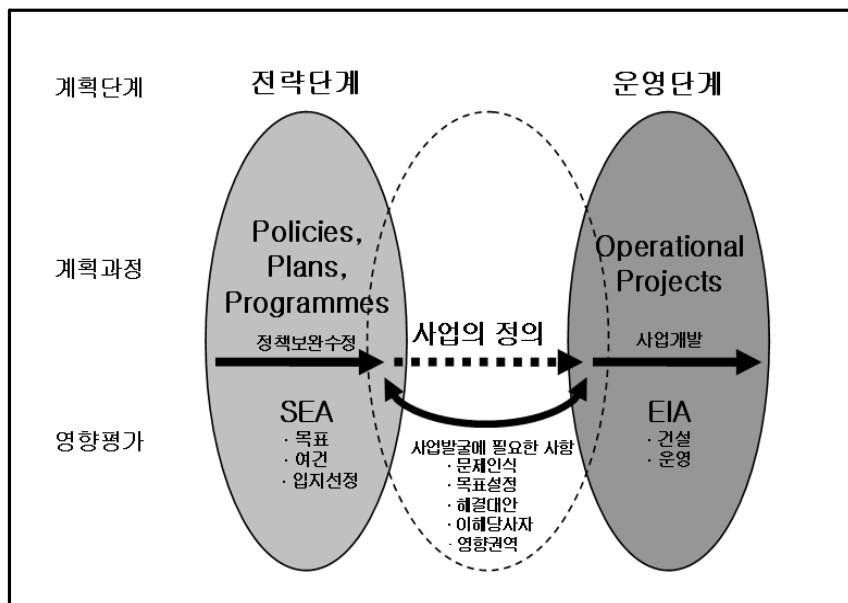 계획단계
전략단계
운영단계
계획과정
Policies,
Plans,
Programmes
정책보완수정
사업의 정의
Operational
Projects
사업개발
영향평가
SEA
· 목표
· 여건
· 입지선정
사업발굴에 필요한 사항
· 문제인식
· 목표설정
· 해결대안
· 이해당사자
· 영향권역
EIA
· 건설
· 운영